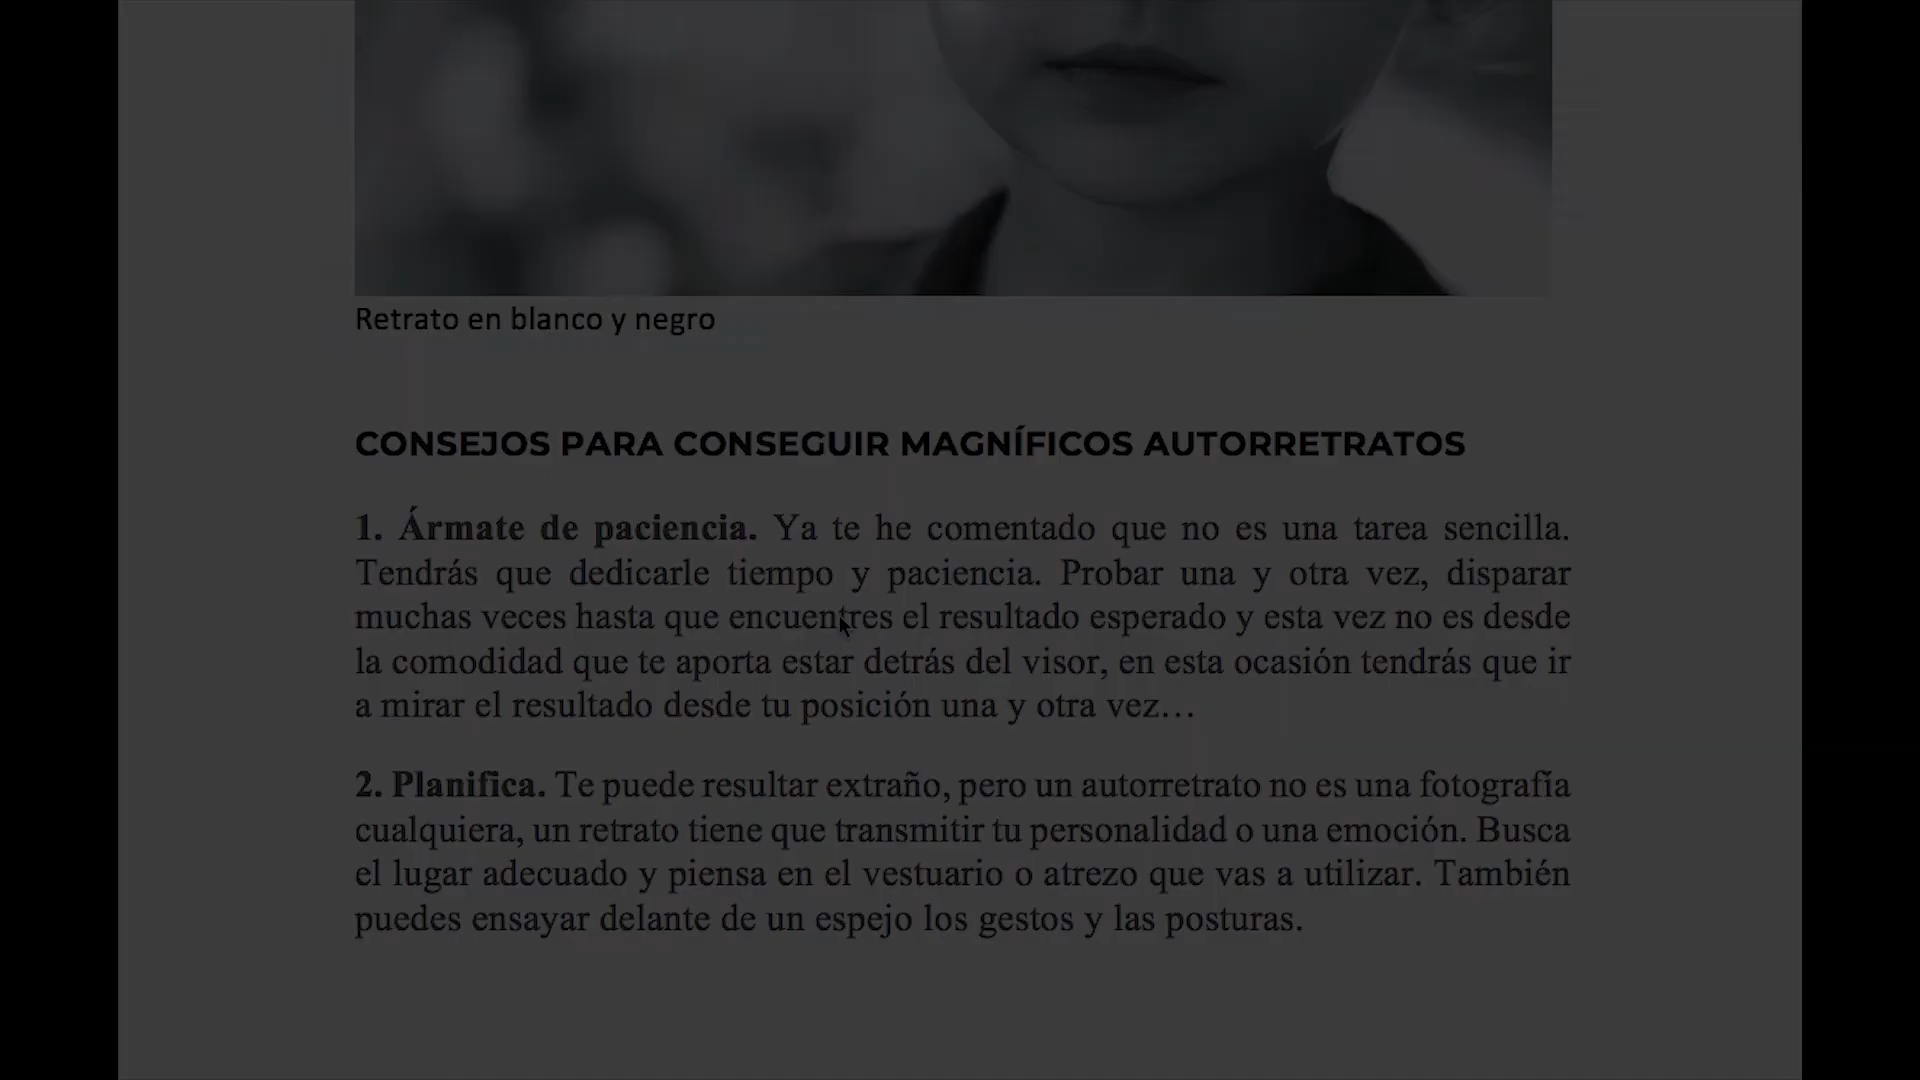 Retrato en blanco y negro
CONSEJOS PARA CONSEGUIR MAGNÍFICOS AUTORRETRATOS
1. Ármate de paciencia. Ya te he comentado que no es una tarea sencilla.
Tendrás que dedicarle tiempo y paciencia. Probar una y otra vez, disparar
muchas veces hasta que encuentres el resultado esperado y esta vez no es desde
la comodidad que te aporta estar detrás del visor, en esta ocasión tendrás que ir
a mirar el resultado desde tu posición una y otra vez…
2. Planifica. Te puede resultar extraño, pero un autorretrato no es una fotografía
cualquiera, un retrato tiene que transmitir tu personalidad o una emoción. Busca
el lugar adecuado y piensa en el vestuario o atrezo que vas a utilizar. También
puedes ensayar delante de un espejo los gestos y las posturas.